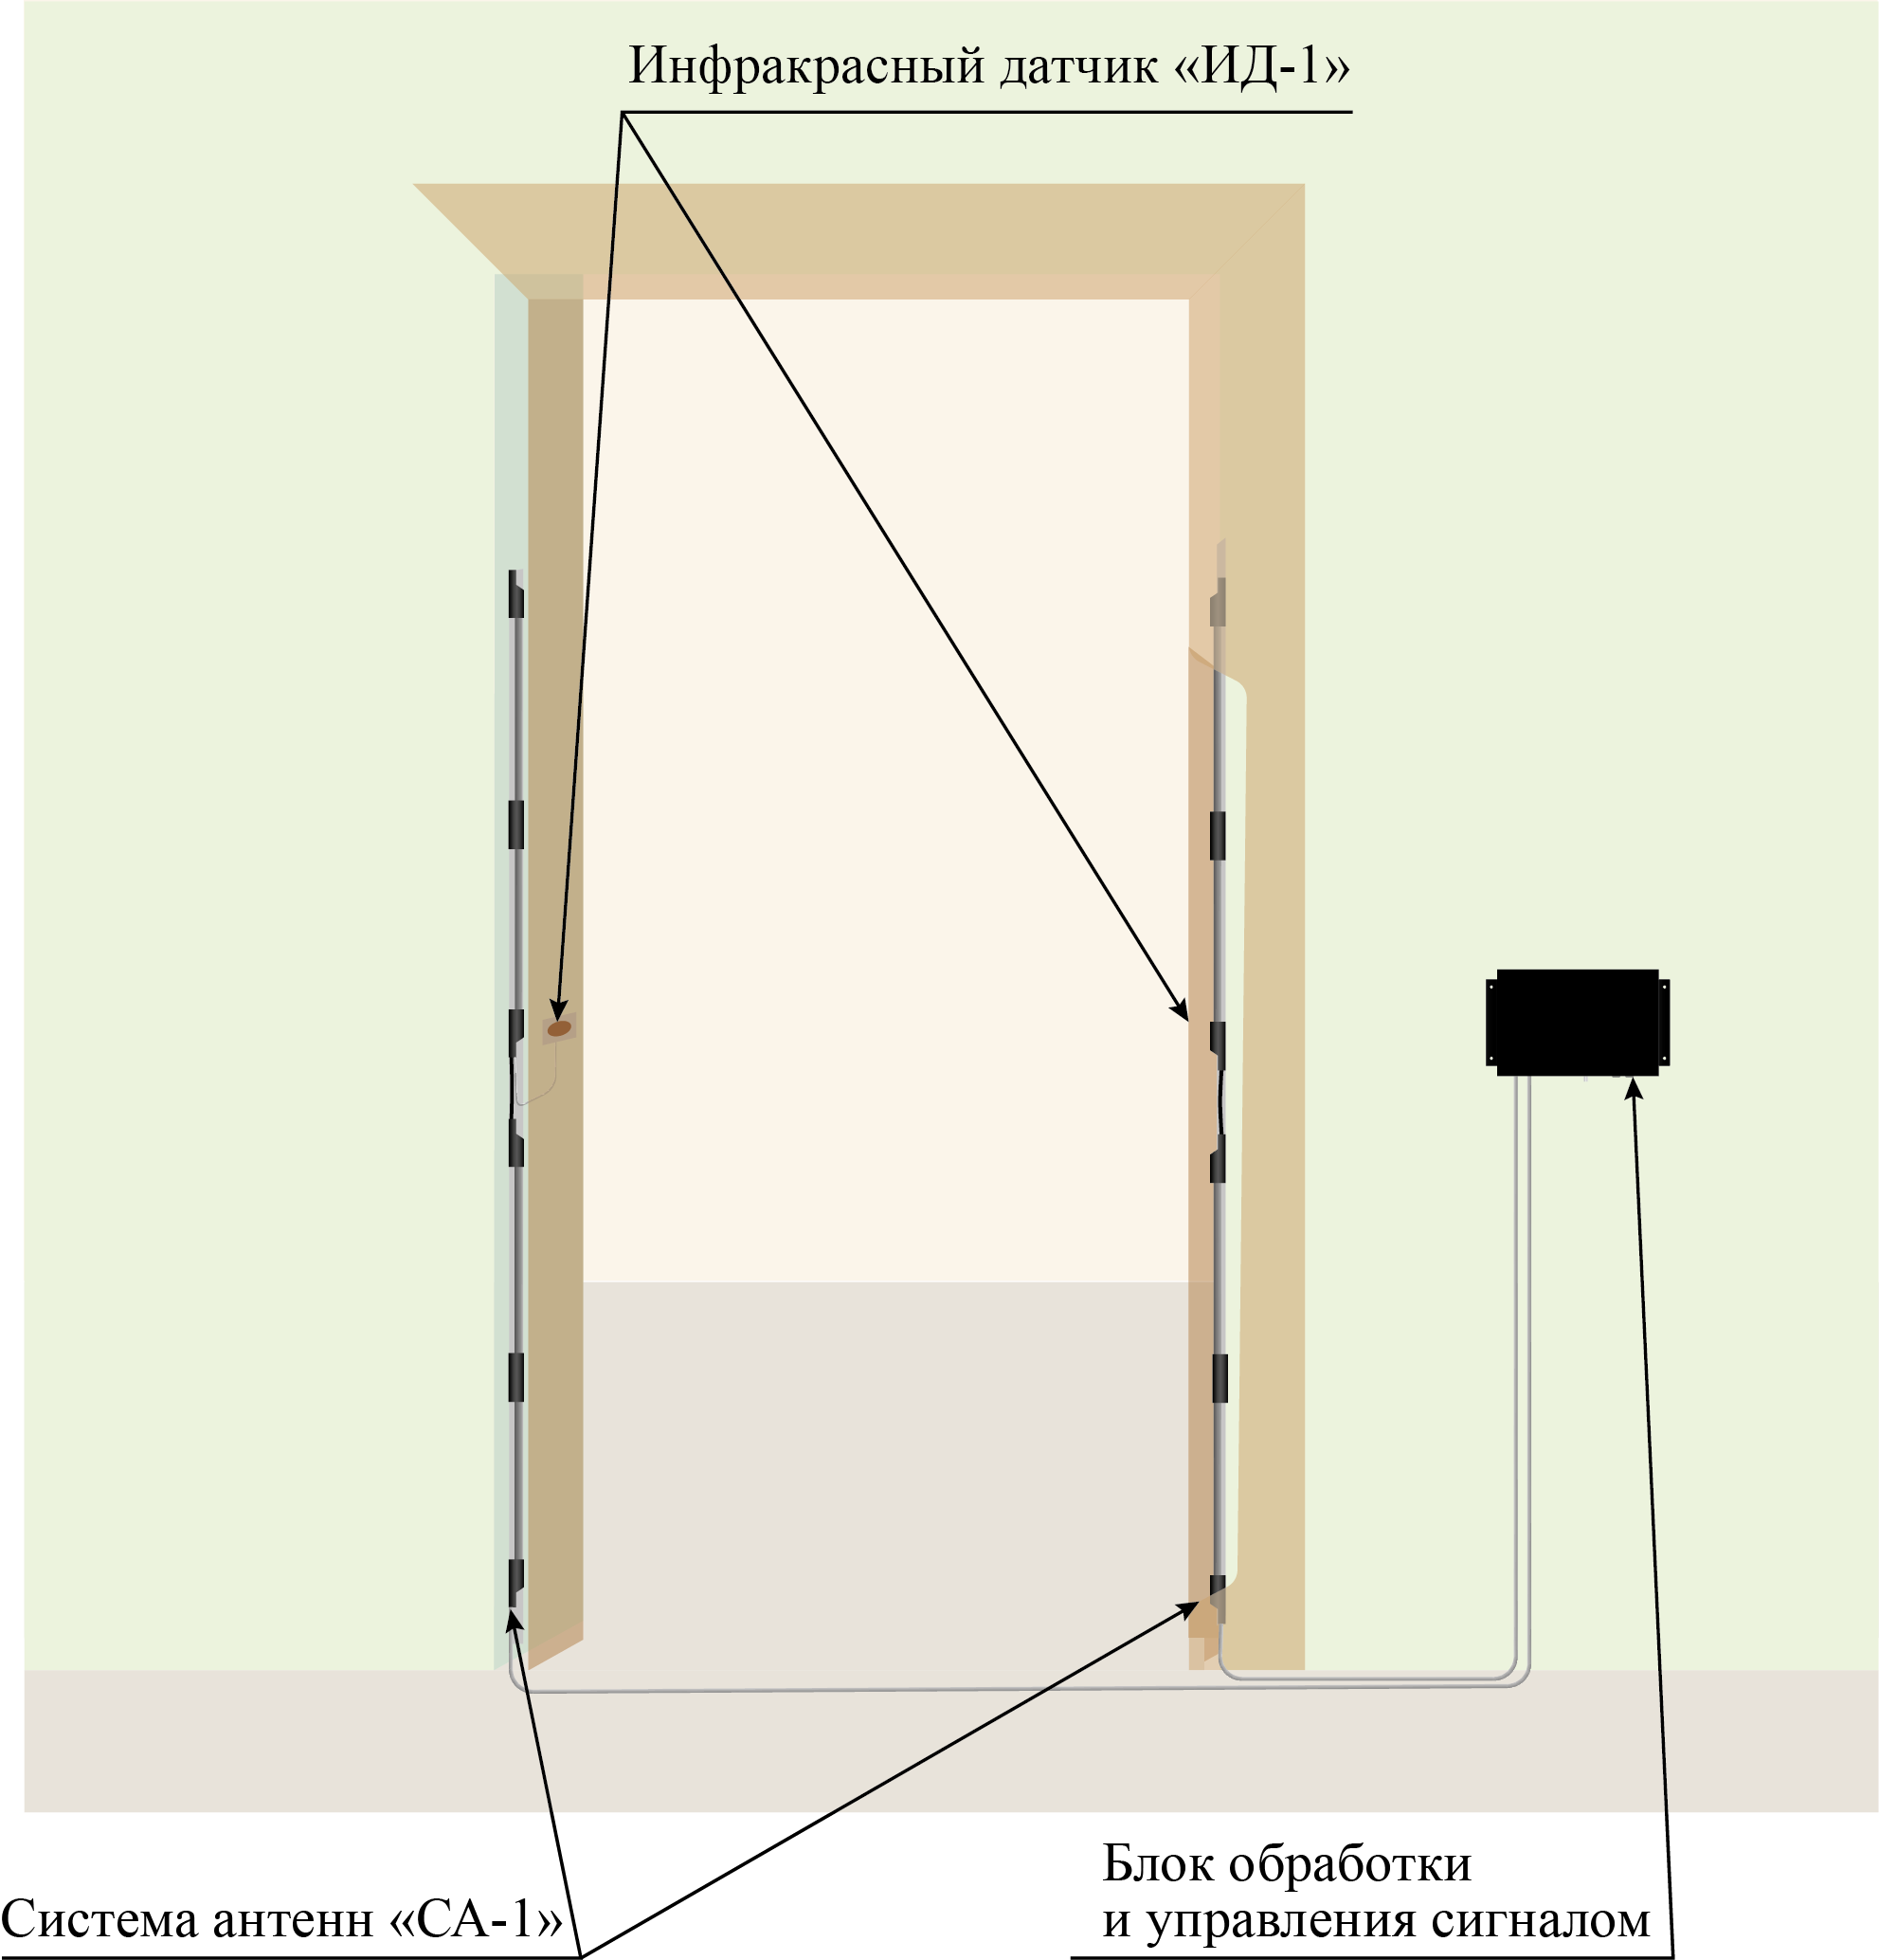 Инфракрасный датчик «ИД-1»
Блок обработки
и управления сигналом
Система антенн «СА-1»